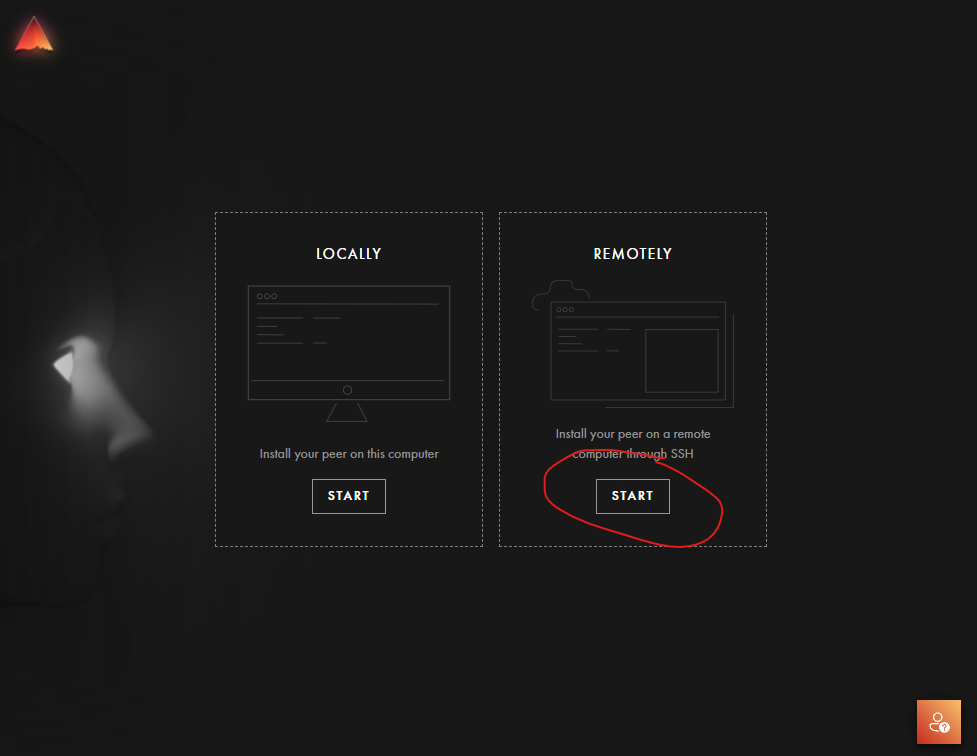 LOCALLY
Install your peer on this computer
START
REMOTELY
Install your peer on a remote
computer through SSH
START
?